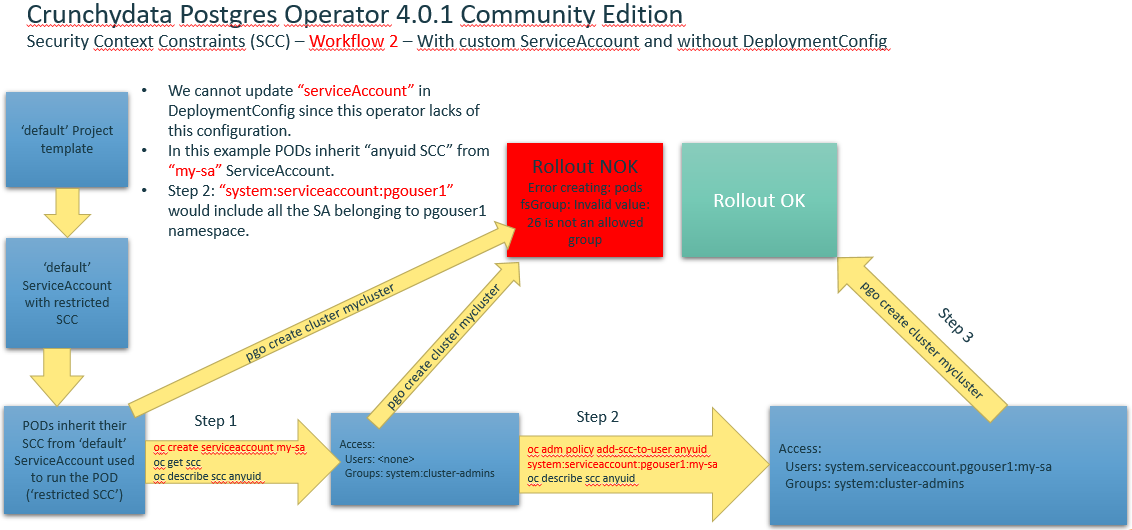 Crunchydata Postgres Operator 4.0.1 Community Edition
Security Context Constraints (SCC) – Workflow 2 – With custom ServiceAccount and without DeploymentConfig
‘default’ Project
template
‘default’
ServiceAccount
with restricted
SCC
PODs inherit their
SCC from ‘default’
ServiceAccount used
to run the POD
(‘restricted SCC’)
• We cannot update “serviceAccount” in
DeploymentConfig since this operator lacks of
this configuration.
• In this example PODs inherit “anyuid SCC” from
“my-sa” ServiceAccount.
• Step 2: “system:serviceaccount:pgouser1”
would include all the SA belonging to pgouser1
namespace.
Rollout NOK
Error creating: pods
fsGroup: Invalid value:
26 is not an allowed
group
Rollout OK
pgo create cluster mycluster
pgo create cluster mycluster
pgo create cluster mycluster
Step 3
Step 1
oc create serviceaccount my-sa
oc get scc
oc describe scc anyuid
Access:
Users: <none>
Groups: system:cluster-admins
Step 2
oc adm policy add-scc-to-user anyuid
system:serviceaccount:pgouser1:my-sa
oc describe scc anyuid
Access:
Users: system.serviceaccount.pgouser1:my-sa
Groups: system:cluster-admins